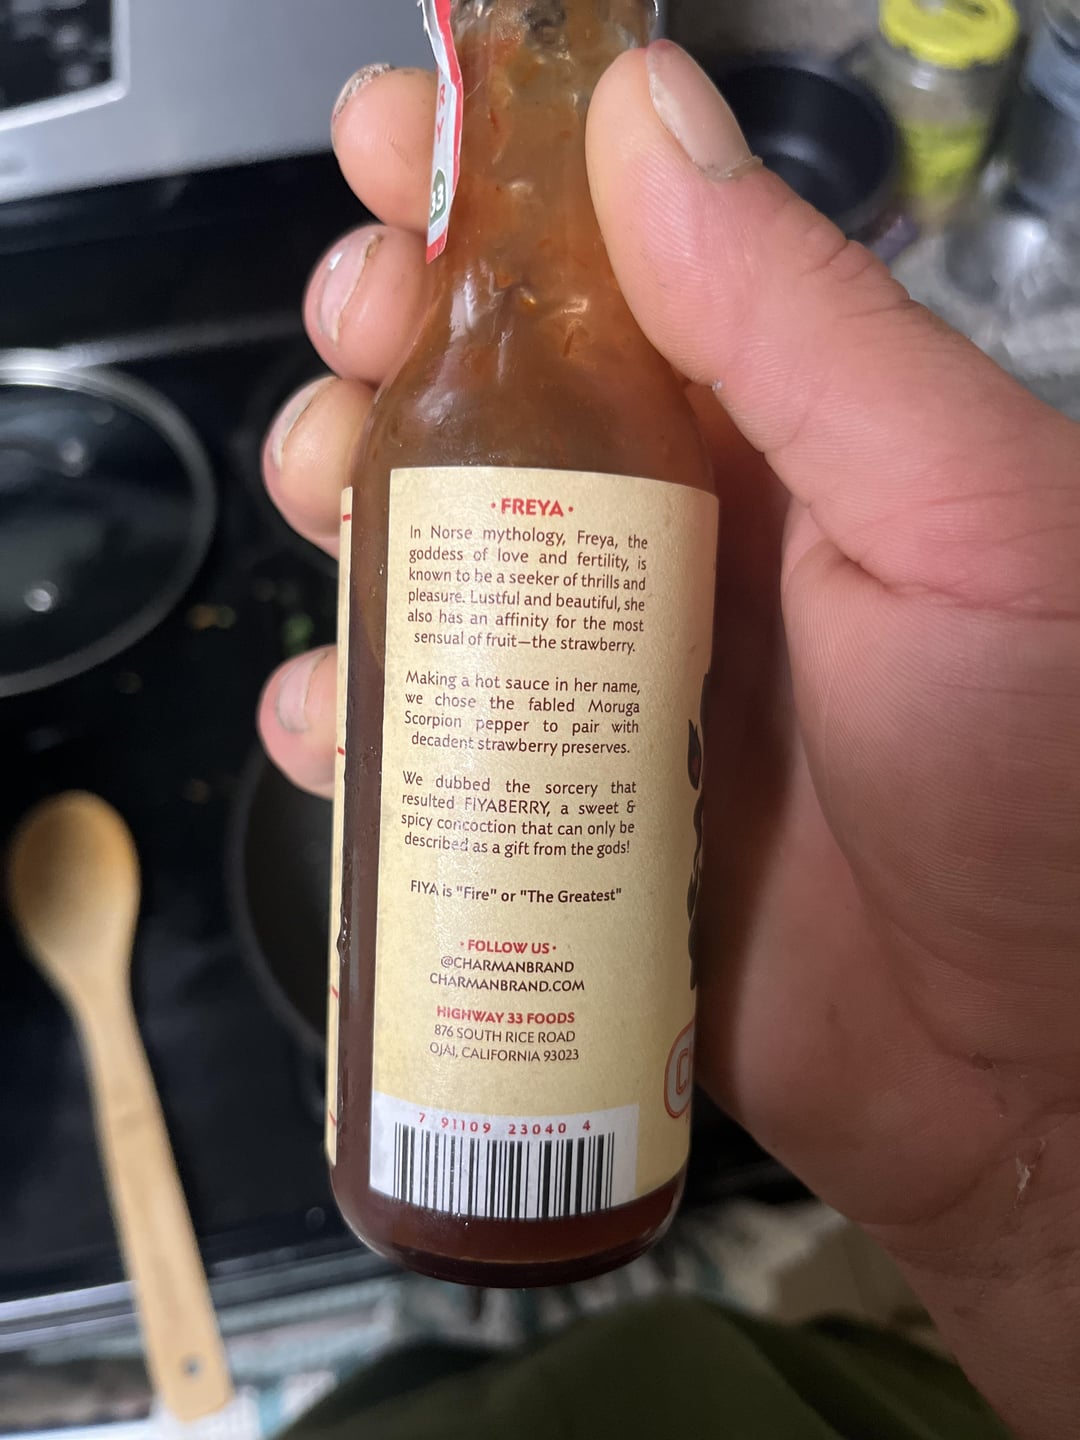 33
· FREYA ·
In Norse mythology, Freya, the
goddess of love and fertility, is
known to be a seeker of thrills and
pleasure. Lustful and beautiful, she
also has an affinity for the most
sensual of fruit—the strawberry.
Making a hot sauce in her name,
we chose the fabled Moruga
Scorpion pepper to pair with
decadent strawberry preserves.
We dubbed the sorcery that
resulted FIYABERRY, a sweet &
spicy concoction that can only be
described as a gift from the gods!
FIYA is "Fire" or "The Greatest"
· FOLLOW US ·
@CHARMANBRAND
CHARMANBRAND.COM
HIGHWAY 33 FOODS
876 SOUTH RICE ROAD
OJAI, CALIFORNIA 93023
7 91109 23040 4